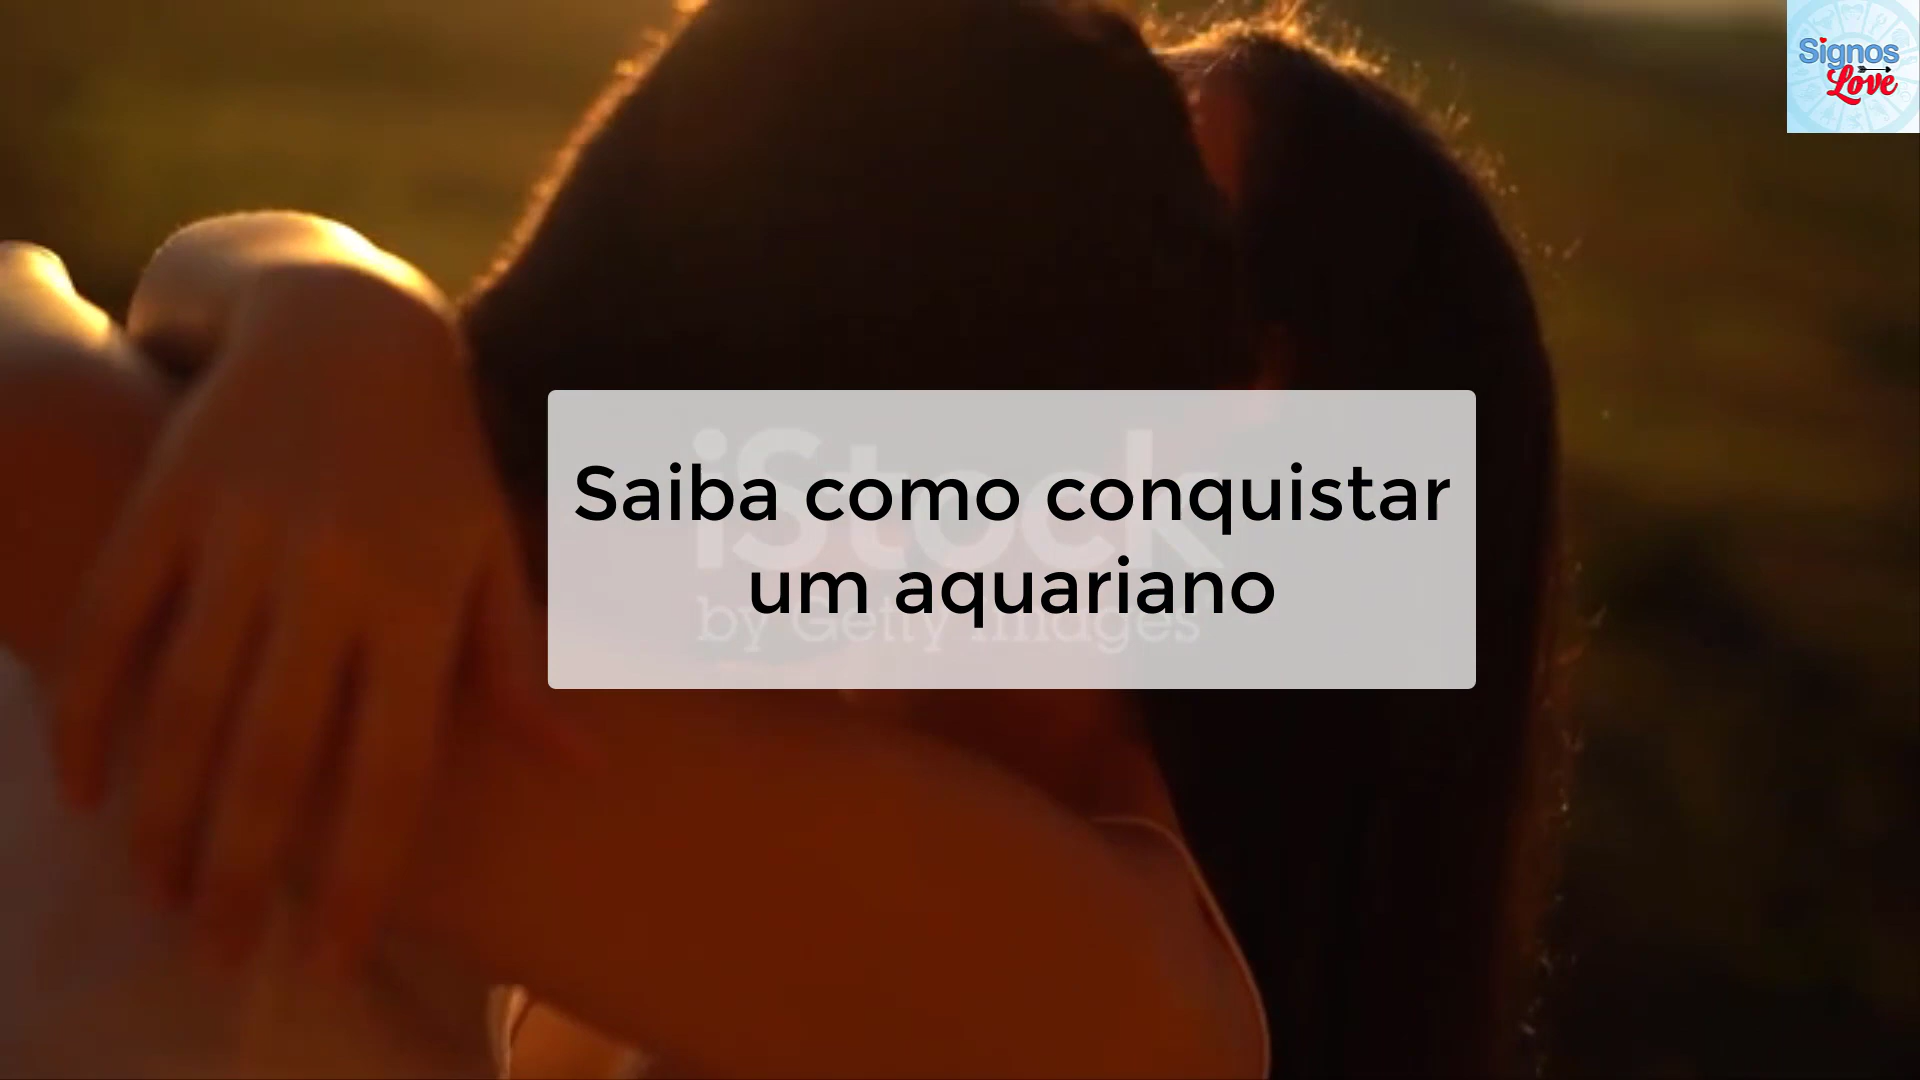 Signos
Love
iStock
by Getty Images
Saiba como conquistar
um aquariano